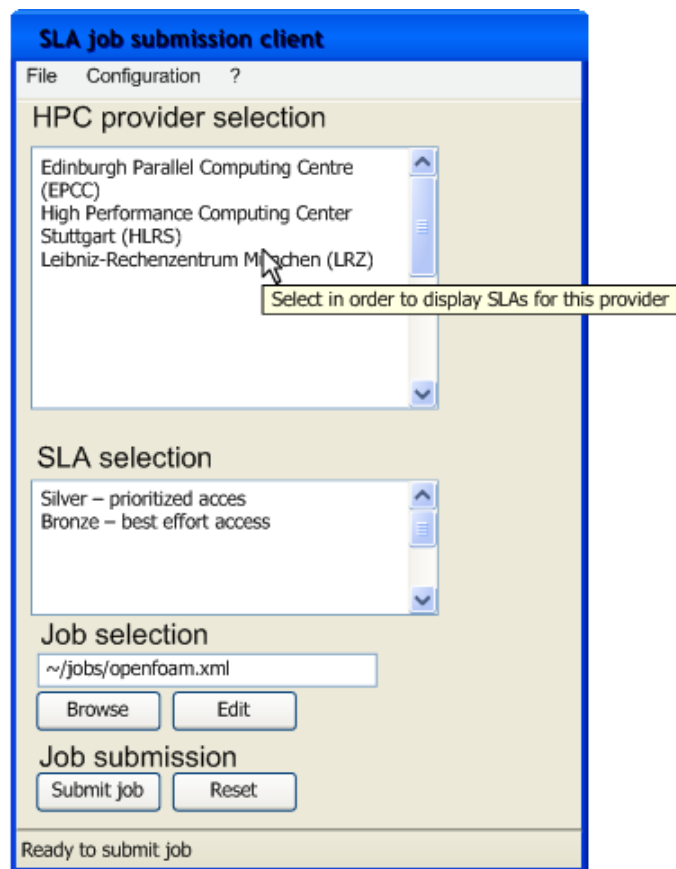 SLA job submission client
File Configuration ?
HPC provider selection
Edinburgh Parallel Computing Centre
(EPCC)
High Performance Computing Center
Stuttgart (HLRS)
Leibniz-Rechenzentrum München (LRZ)
Select in order to display SLAs for this provider
SLA selection
Silver – prioritized acces
Bronze – best effort access
Job selection
~/jobs/openfoam.xml
Browse Edit
Job submission
Submit job Reset
Ready to submit job